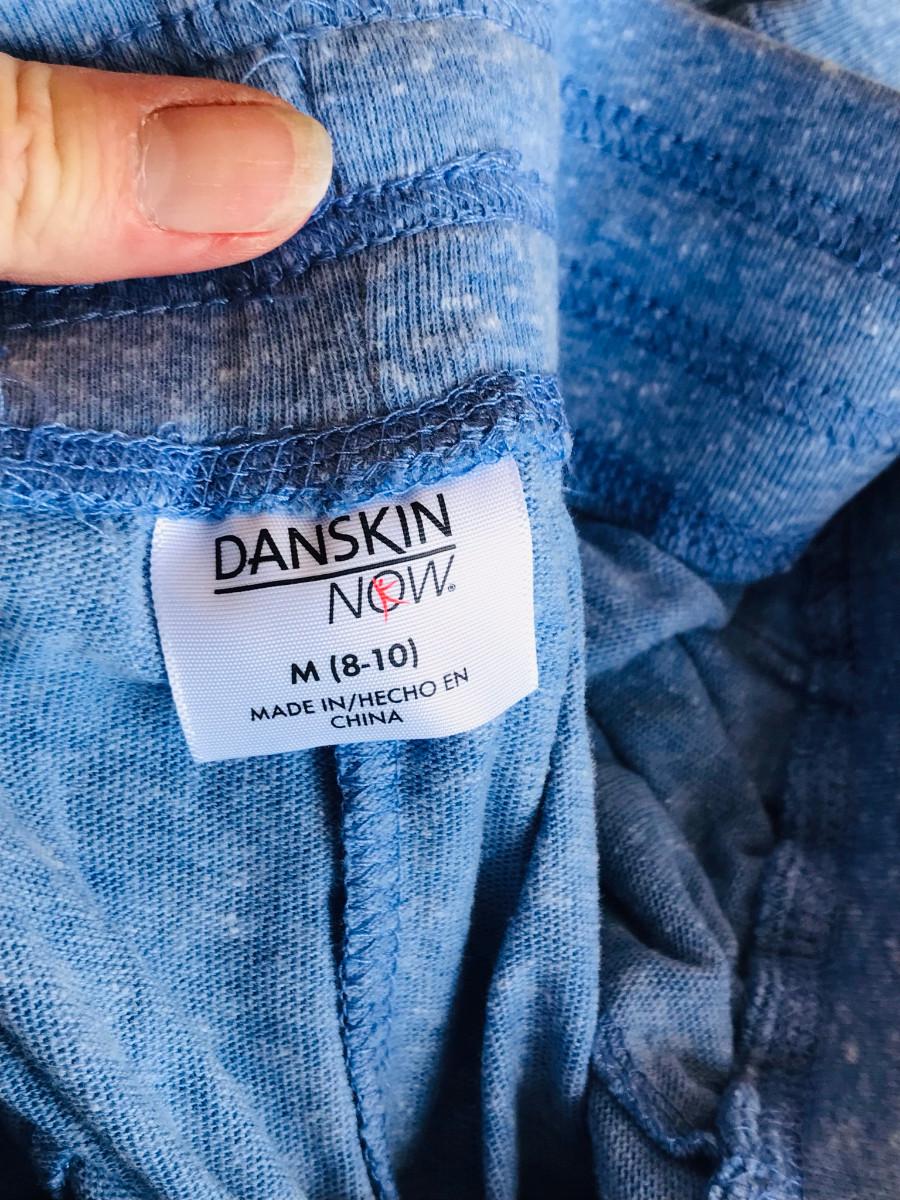 DANSKIN
NOW®
M (8-10)
MADE IN/HECHO EN
CHINA